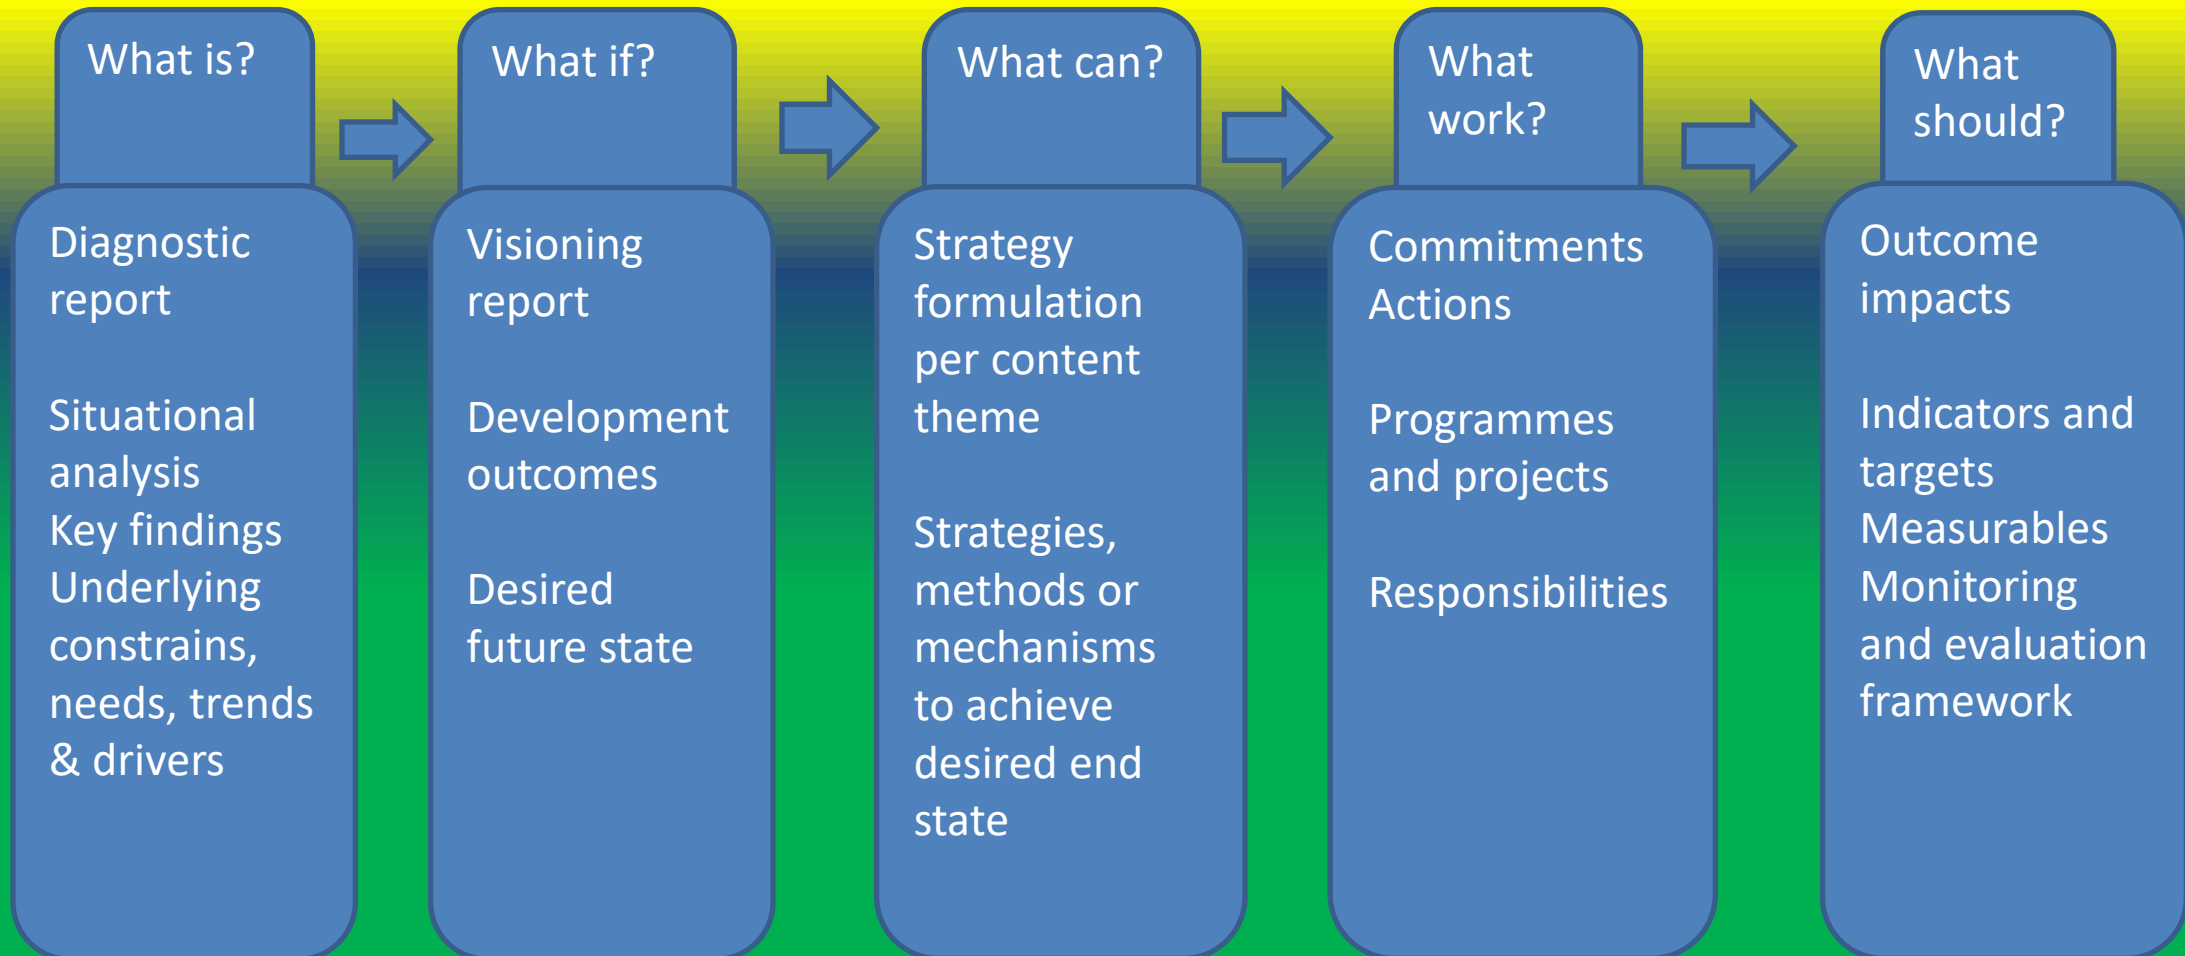 What is?
Diagnostic
report
Situational
analysis
Key findings
Underlying
constrains,
needs, trends
& drivers
What if?
Visioning
report
Development
outcomes
Desired
future state
What can?
Strategy
formulation
per content
theme
Strategies,
methods or
mechanisms
to achieve
desired end
state
What
work?
Commitments
Actions
Programmes
and projects
Responsibilities
What
should?
Outcome
impacts
Indicators and
targets
Measurables
Monitoring
and evaluation
framework